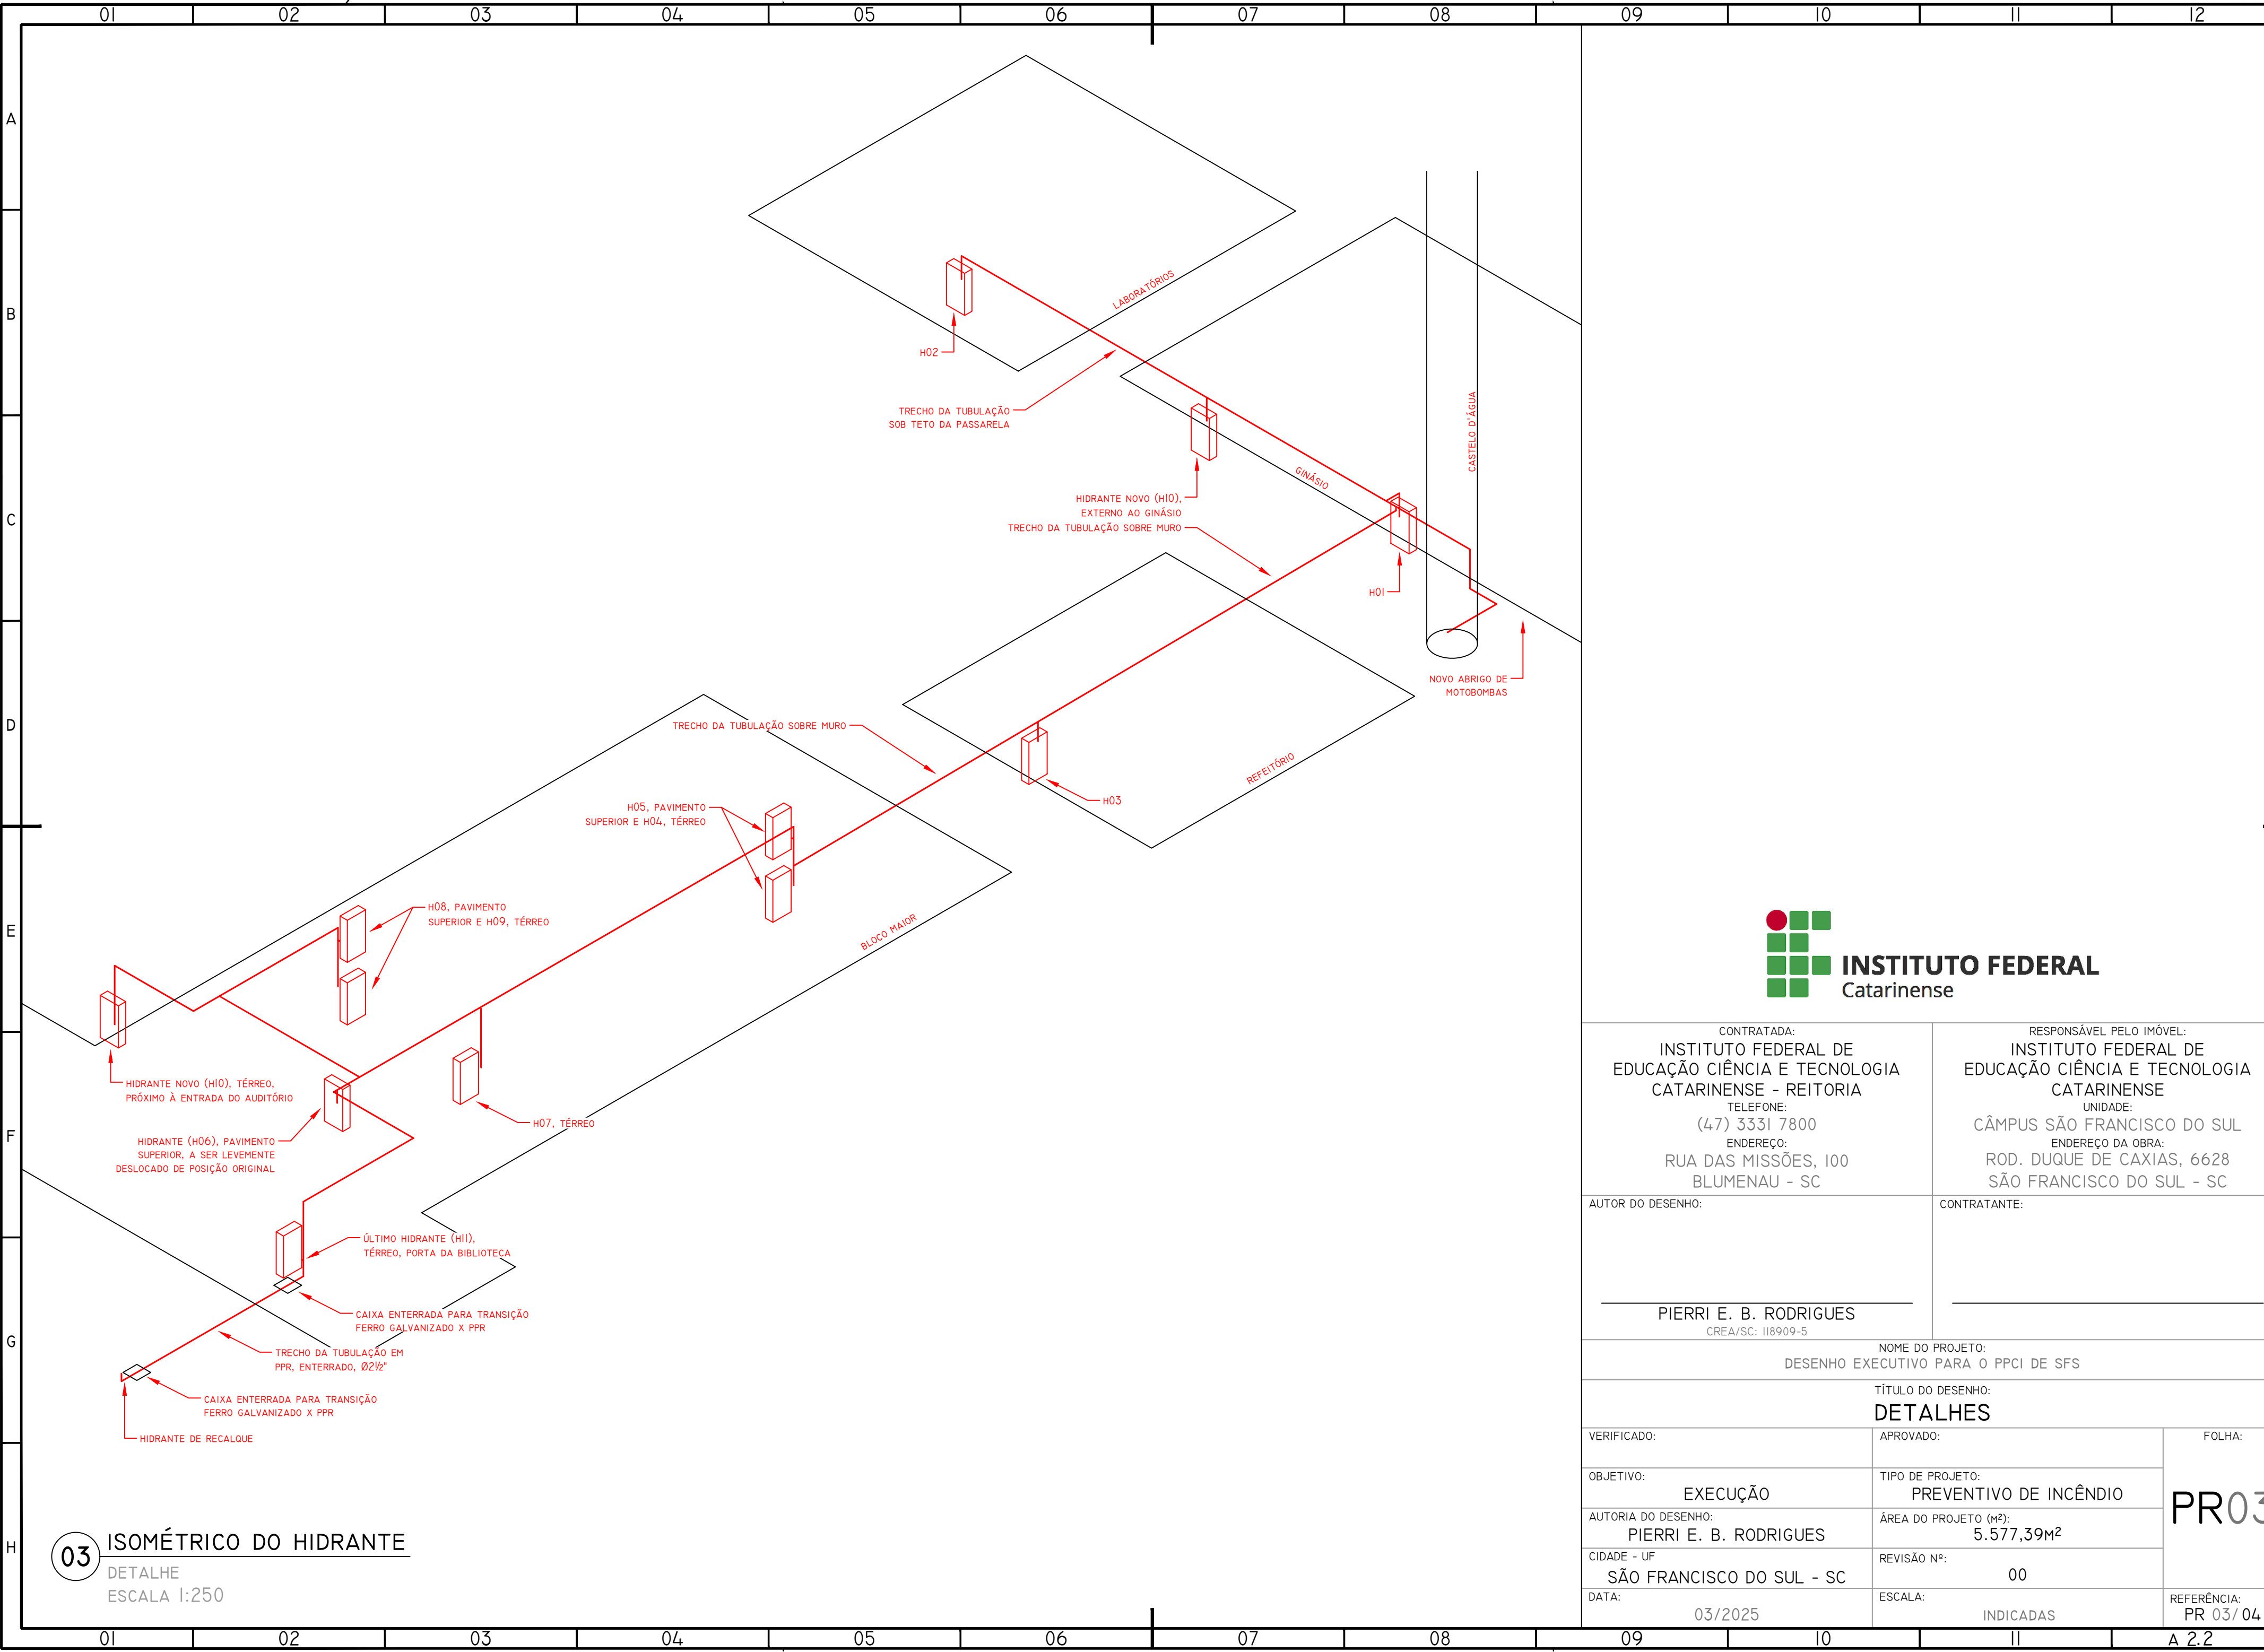 01 02 03 04 05 06 07 08 09 10 11 12
A
B
C
D
E
F
G
H
LABORATÓRIOS
H02
TRECHO DA TUBULAÇÃO
SOB TETO DA PASSARELA
CASTELO D'ÁGUA
GINÁSIO
HIDRANTE NOVO (H10),
EXTERNO AO GINÁSIO
TRECHO DA TUBULAÇÃO SOBRE MURO
H01
NOVO ABRIGO DE
MOTOBOMBAS
TRECHO DA TUBULAÇÃO SOBRE MURO
REFEITÓRIO
H03
H05, PAVIMENTO
SUPERIOR E H04, TÉRREO
H08, PAVIMENTO
SUPERIOR E H09, TÉRREO
BLOCO MAIOR
HIDRANTE NOVO (H10), TÉRREO,
PRÓXIMO À ENTRADA DO AUDITÓRIO
H07, TÉRREO
HIDRANTE (H06), PAVIMENTO
SUPERIOR, A SER LEVEMENTE
DESLOCADO DE POSIÇÃO ORIGINAL
ÚLTIMO HIDRANTE (H11),
TÉRREO, PORTA DA BIBLIOTECA
CAIXA ENTERRADA PARA TRANSIÇÃO
FERRO GALVANIZADO X PPR
TRECHO DA TUBULAÇÃO EM
PPR, ENTERRADO, Ø2½"
CAIXA ENTERRADA PARA TRANSIÇÃO
FERRO GALVANIZADO X PPR
HIDRANTE DE RECALQUE
03 ISOMÉTRICO DO HIDRANTE
DETALHE
ESCALA 1:250
INSTITUTO FEDERAL
Catarinense
CONTRATADA:
INSTITUTO FEDERAL DE
EDUCAÇÃO CIÊNCIA E TECNOLOGIA
CATARINENSE - REITORIA
TELEFONE:
(47) 3331 7800
ENDEREÇO:
RUA DAS MISSÕES, 100
BLUMENAU - SC
RESPONSÁVEL PELO IMÓVEL:
INSTITUTO FEDERAL DE
EDUCAÇÃO CIÊNCIA E TECNOLOGIA
CATARINENSE
UNIDADE:
CÂMPUS SÃO FRANCISCO DO SUL
ENDEREÇO DA OBRA:
ROD. DUQUE DE CAXIAS, 6628
SÃO FRANCISCO DO SUL - SC
AUTOR DO DESENHO:
PIERRI E. B. RODRIGUES
CREA/SC: 118909-5
CONTRATANTE:
NOME DO PROJETO:
DESENHO EXECUTIVO PARA O PPCI DE SFS
TÍTULO DO DESENHO:
DETALHES
VERIFICADO:
APROVADO:
FOLHA:
PR03
OBJETIVO:
EXECUÇÃO
TIPO DE PROJETO:
PREVENTIVO DE INCÊNDIO
AUTORIA DO DESENHO:
PIERRI E. B. RODRIGUES
ÁREA DO PROJETO (M²):
5.577,39M²
CIDADE - UF
SÃO FRANCISCO DO SUL - SC
REVISÃO Nº:
00
DATA:
03/2025
ESCALA:
INDICADAS
REFERÊNCIA:
PR 03/04
01 02 03 04 05 06 07 08 09 10 11 A 2.2